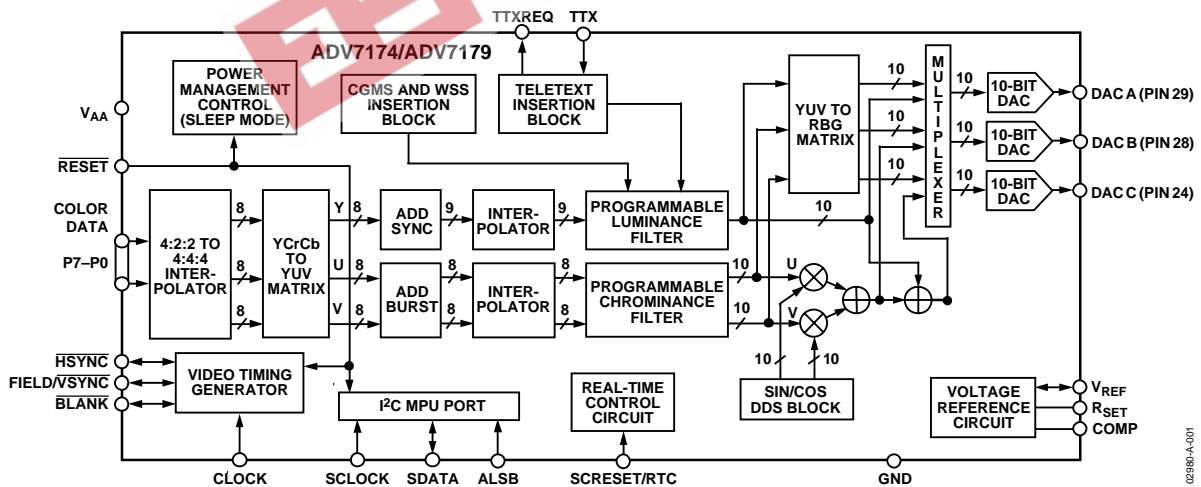 TTXREQ TTX
ADV7174/ADV7179
POWER
MANAGEMENT
CONTROL
(SLEEP MODE)
CGMS AND WSS
INSERTION
BLOCK
TELETEXT
INSERTION
BLOCK
YUV TO
RBG
MATRIX
10
10
10
MULTIPLEXER
10
10
10
10-BIT
DAC
10-BIT
DAC
10-BIT
DAC
DAC A (PIN 29)
DAC B (PIN 28)
DAC C (PIN 24)
VAA
RESET
COLOR
DATA
P7–P0
4:2:2 TO
4:4:4
INTER-
POLATOR
8
8
8
YCrCb
TO
YUV
MATRIX
Y 8
U 8
V 8
ADD
SYNC
9
INTER-
POLATOR
9
PROGRAMMABLE
LUMINANCE
FILTER
10
ADD
BURST
8
8
INTER-
POLATOR
8
8
PROGRAMMABLE
CHROMINANCE
FILTER
10
10
U
V
10 10
SIN/COS
DDS BLOCK
HSYNC
FIELD/VSYNC
BLANK
VIDEO TIMING
GENERATOR
I2C MPU PORT
REAL-TIME
CONTROL
CIRCUIT
VOLTAGE
REFERENCE
CIRCUIT
VREF
RSET
COMP
CLOCK
SCLOCK SDATA ALSB
SCRESET/RTC
GND
02980-A-001